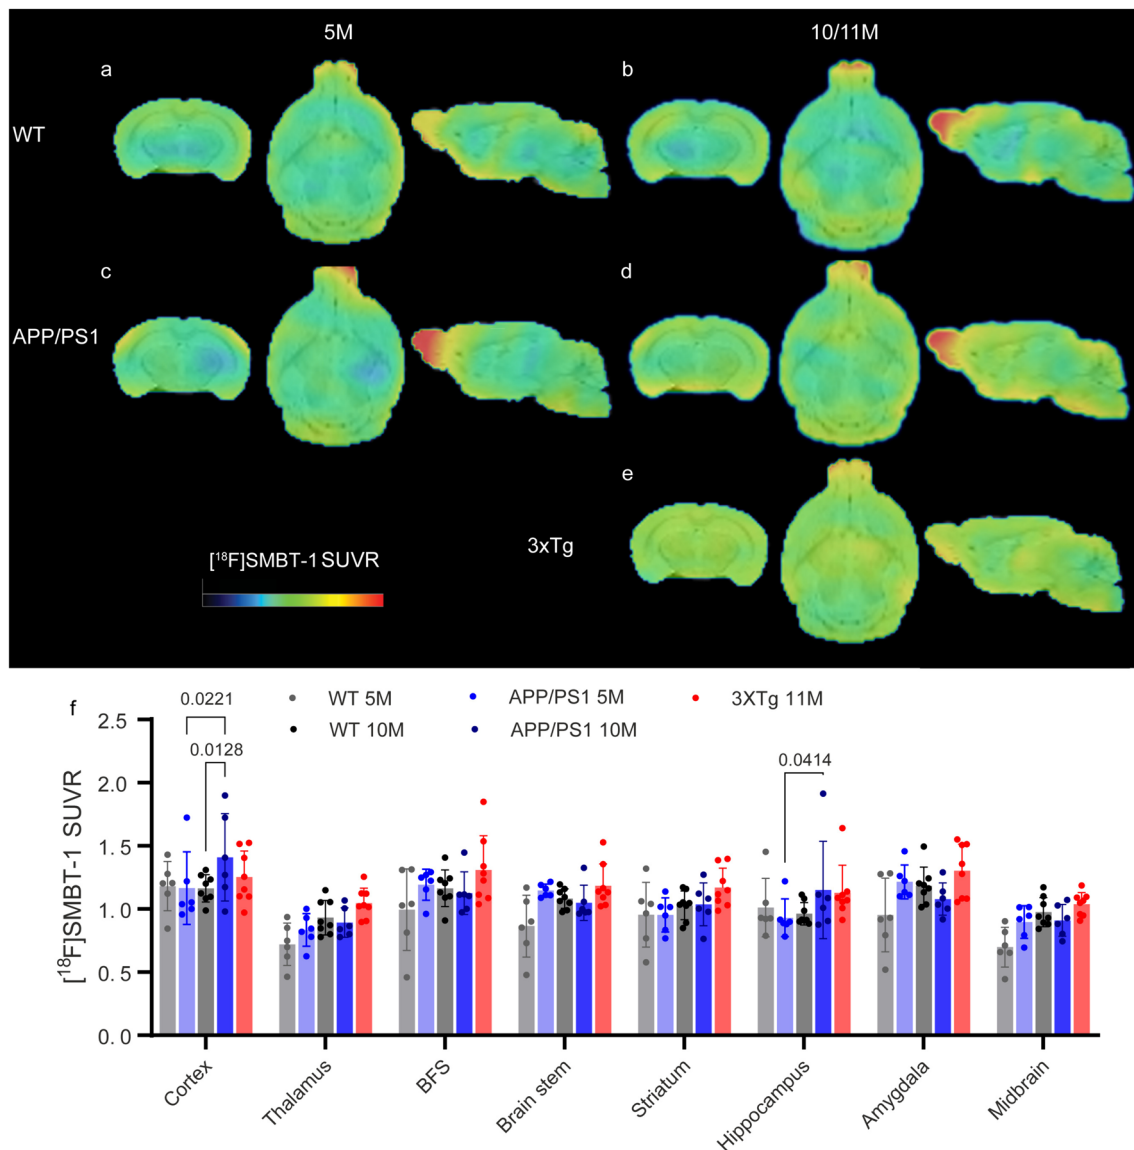 5M
10/11M
a
b
WT
c
d
APP/PS1
e
3xTg
[¹⁸F]SMBT-1 SUVR
f
WT 5M
APP/PS1 5M
3XTg 11M
WT 10M
APP/PS1 10M
0.0221
0.0128
0.0414
[¹⁸F]SMBT-1 SUVR
2.5
2.0
1.5
1.0
0.5
0.0
Cortex
Thalamus
BFS
Brain stem
Striatum
Hippocampus
Amygdala
Midbrain